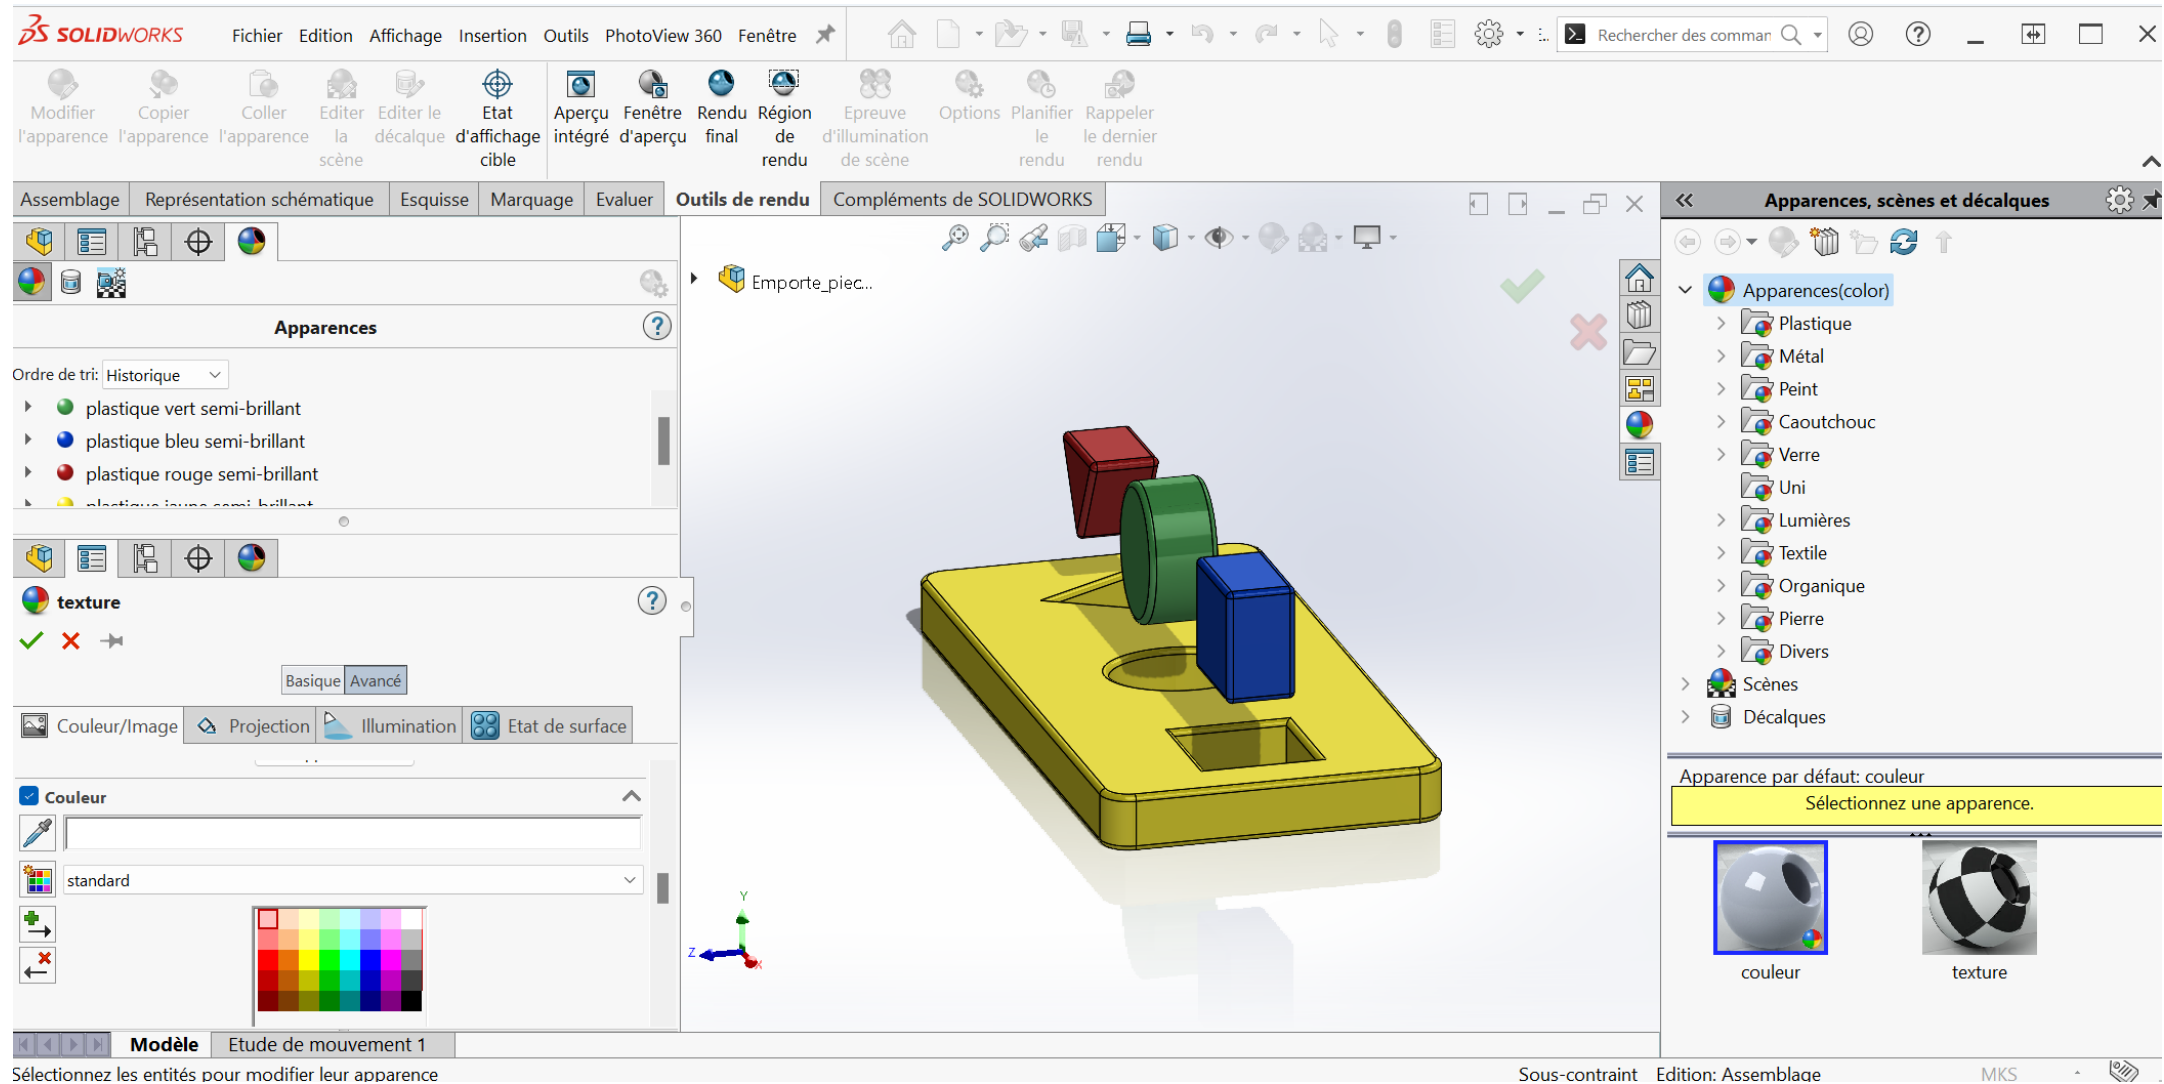 SOLIDWORKS Fichier Edition Affichage Insertion Outils PhotoView 360 Fenêtre Rechercher des comman
Modifier l'apparence
Copier l'apparence
Coller l'apparence
Editer la scène
Editer le décalque
Etat d'affichage cible
Aperçu intégré
Fenêtre d'aperçu
Rendu final
Région de rendu
Epreuve d'illumination de scène
Options
Planifier le rendu
Rappeler le dernier rendu
Assemblage Représentation schématique Esquisse Marquage Evaluer Outils de rendu Compléments de SOLIDWORKS
Apparences
Ordre de tri: Historique
plastique vert semi-brillant
plastique bleu semi-brillant
plastique rouge semi-brillant
plastique jaune semi-brillant
texture
Basique Avancé
Couleur/Image Projection Illumination Etat de surface
Couleur
standard
Emporte_piec...
Y
Z
X
Apparences, scènes et décalques
Apparences(color)
Plastique
Métal
Peint
Caoutchouc
Verre
Uni
Lumières
Textile
Organique
Pierre
Divers
Scènes
Décalques
Apparence par défaut: couleur
Sélectionnez une apparence.
couleur texture
Modèle Etude de mouvement 1
Sélectionnez les entités pour modifier leur apparence Sous-contraint Edition: Assemblage MKS